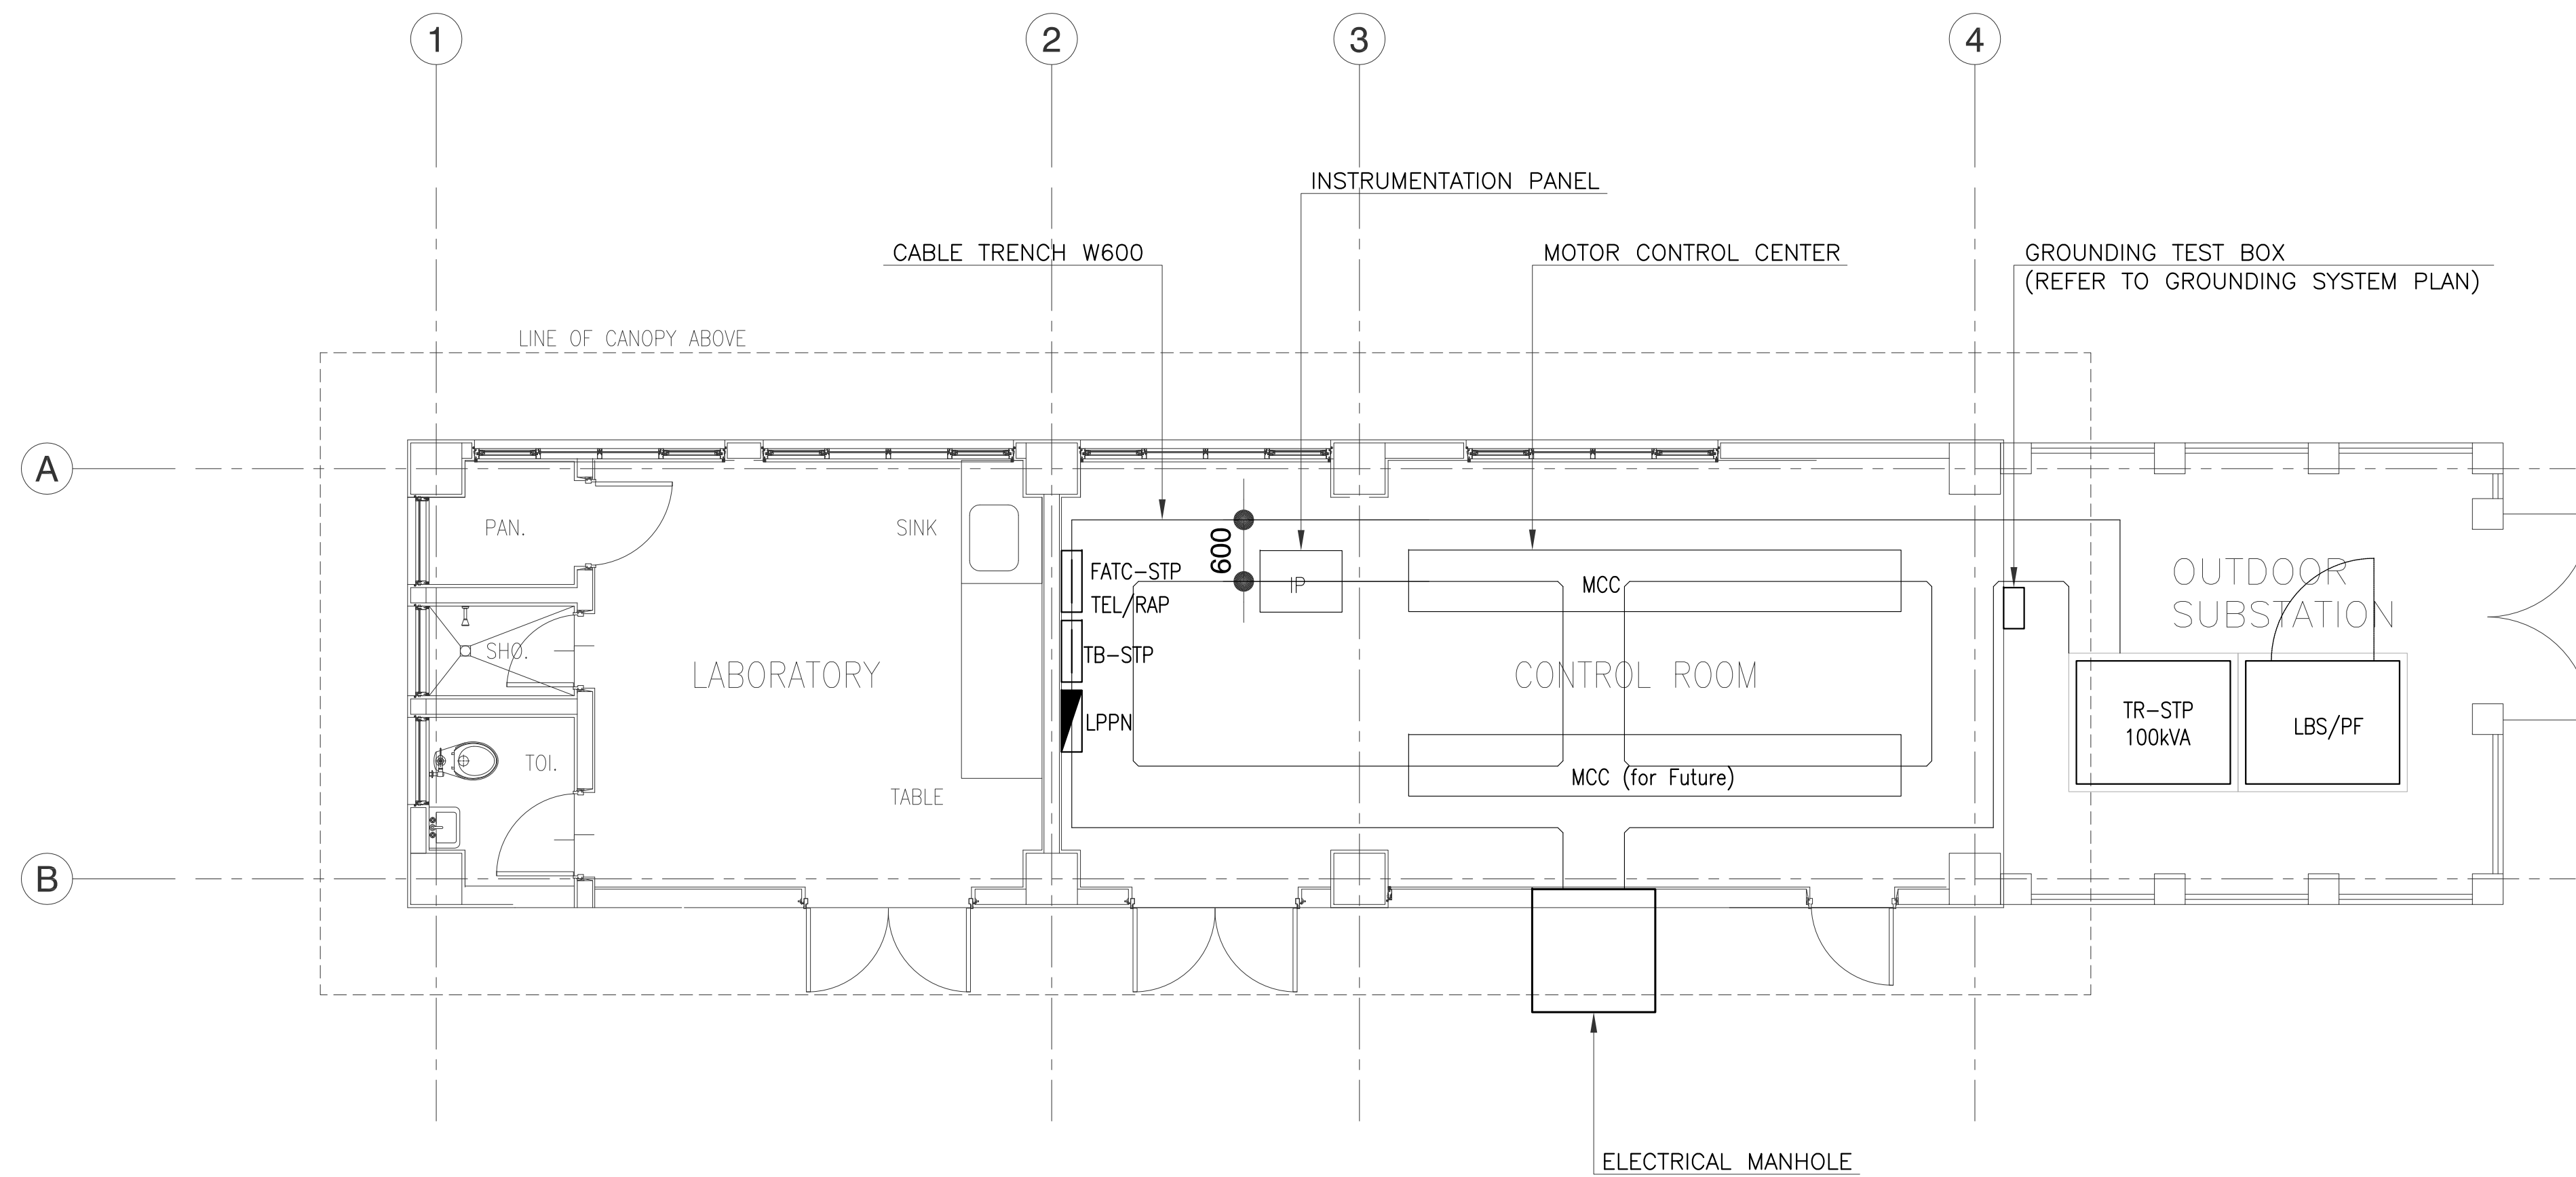 1
2
3
4
INSTRUMENTATION PANEL
CABLE TRENCH W600
MOTOR CONTROL CENTER
GROUNDING TEST BOX
(REFER TO GROUNDING SYSTEM PLAN)
LINE OF CANOPY ABOVE
A
PAN.
SINK
600
FATC-STP
IP
MCC
OUTDOOR
SUBSTATION
TEL/RAP
SHO.
TB-STP
LABORATORY
CONTROL ROOM
LPPN
TR-STP
100kVA
LBS/PF
TOI.
MCC (for Future)
TABLE
B
ELECTRICAL MANHOLE